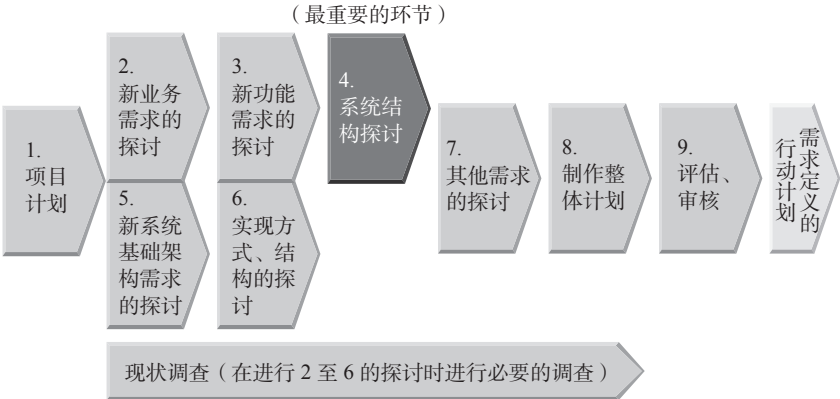 （最重要的环节）
1.
项目
计划
2.
新业务
需求的
探讨
3.
新功能
需求的
探讨
4.
系统结
构探讨
5.
新系统
基础架
构需求
的探讨
6.
实现方
式、结
构的探
讨
7.
其他需求
的探讨
8.
制作整
体计划
9.
评估、
审核
需求定义的
行动计划
现状调查（在进行 2 至 6 的探讨时进行必要的调查）